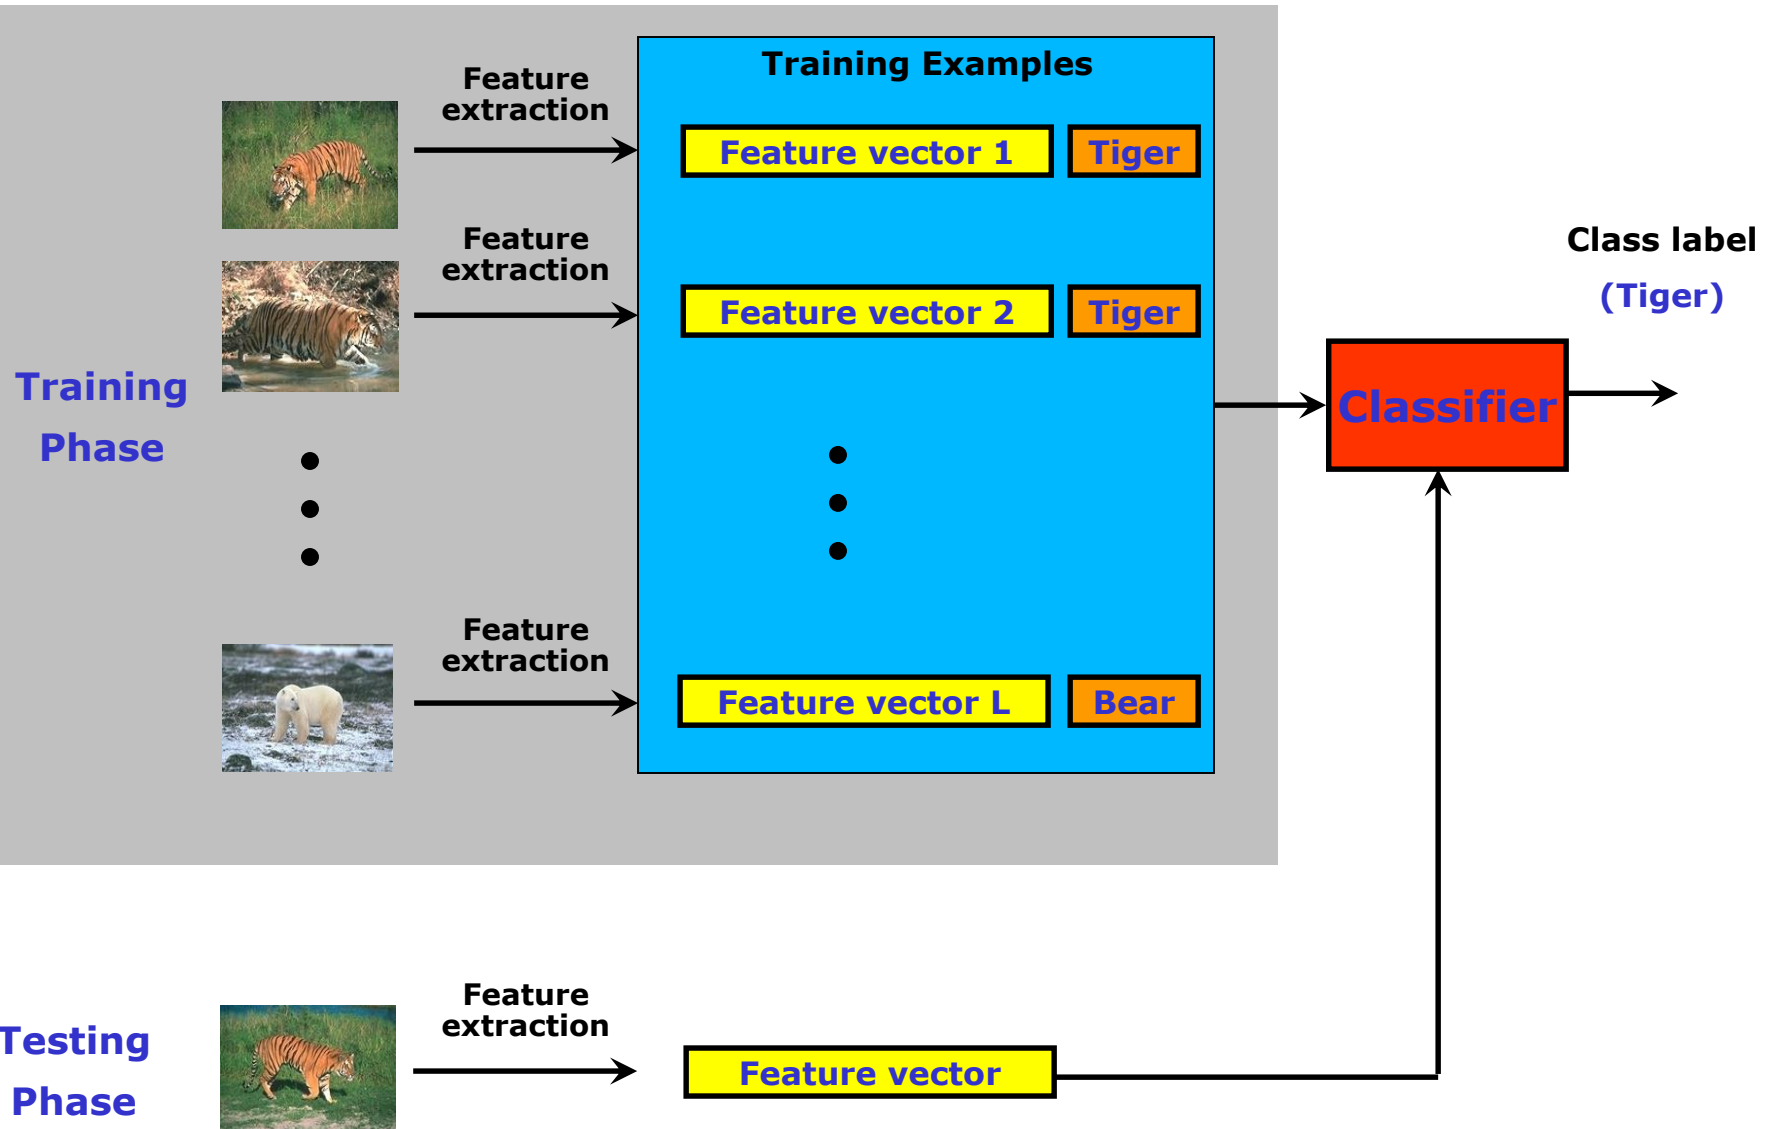 Training Examples
Feature
extraction
Feature vector 1
Tiger
Feature
extraction
Feature vector 2
Tiger
Class label
(Tiger)
Training
Phase
Classifier
Feature
extraction
Feature vector L
Bear
Testing
Phase
Feature
extraction
Feature vector